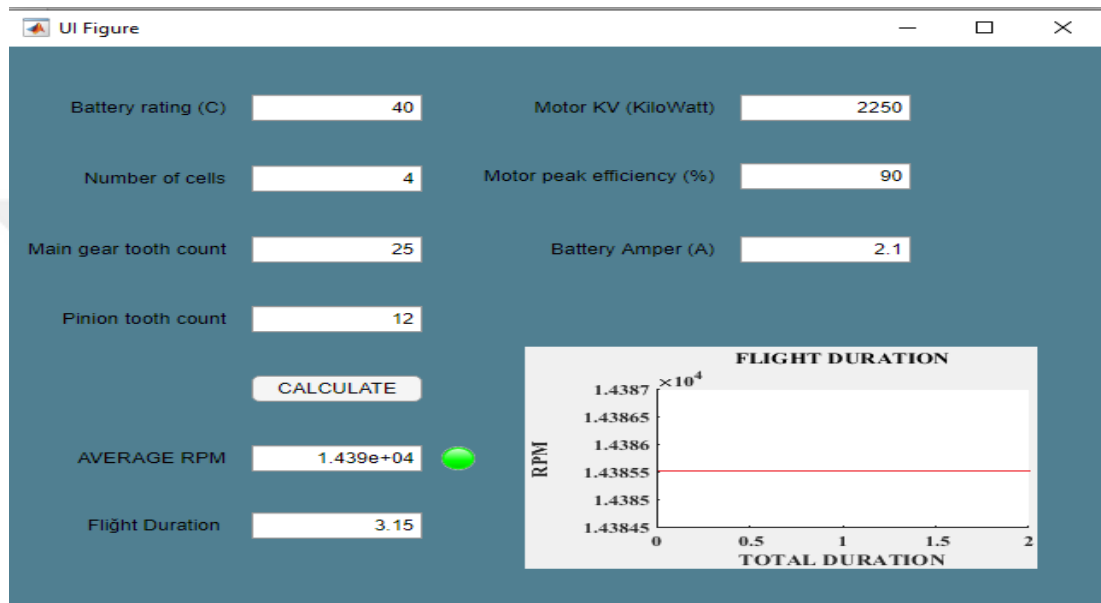 UI Figure
Battery rating (C) 40 Motor KV (KiloWatt) 2250
Number of cells 4 Motor peak efficiency (%) 90
Main gear tooth count 25 Battery Amper (A) 2.1
Pinion tooth count 12
CALCULATE
AVERAGE RPM 1.439e+04
Fliğht Duration 3.15
FLIGHT DURATION
×10^4
1.4387
1.43865
1.4386
1.43855
1.4385
1.43845
RPM
0 0.5 1 1.5 2
TOTAL DURATION